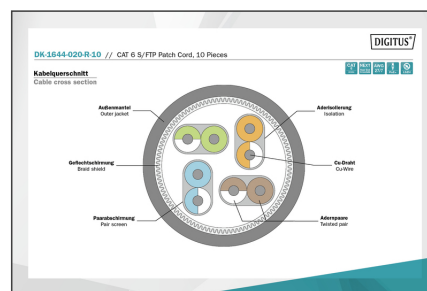 DIGITUS®
DK-1644-020-R-10 // CAT 6 S/FTP Patch Cord, 10 Pieces
Kabelquerschnitt
Cable cross section
Außenmantel
Outer jacket
Aderisolierung
Isolation
Geflechtschirmung
Braid shield
Cu-Draht
Cu-Wire
Paarabschirmung
Pair screen
Aderepaare
Twisted pair